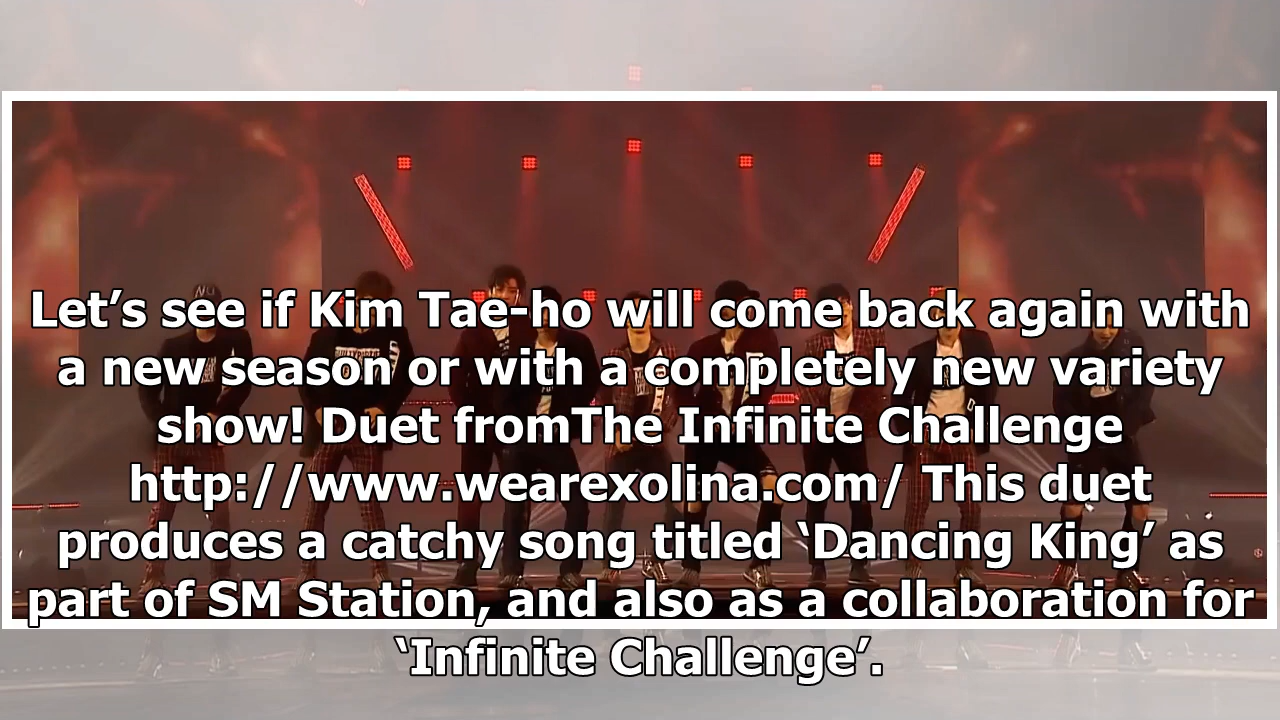 Let’s see if Kim Tae-ho will come back again with
a new season or with a completely new variety
show! Duet fromThe Infinite Challenge
http://www.wearexolina.com/ This duet
produces a catchy song titled ‘Dancing King’ as
part of SM Station, and also as a collaboration for
‘Infinite Challenge’.